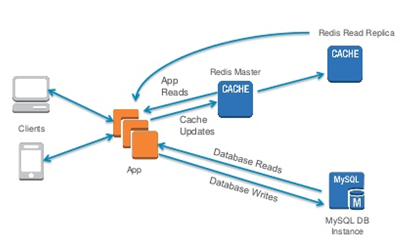 Redis Read Replica
CACHE
Redis Master
App
Reads
CACHE
Cache
Updates
Clients
App
Database Reads
Database Writes
MySQL
M
MySQL DB
Instance